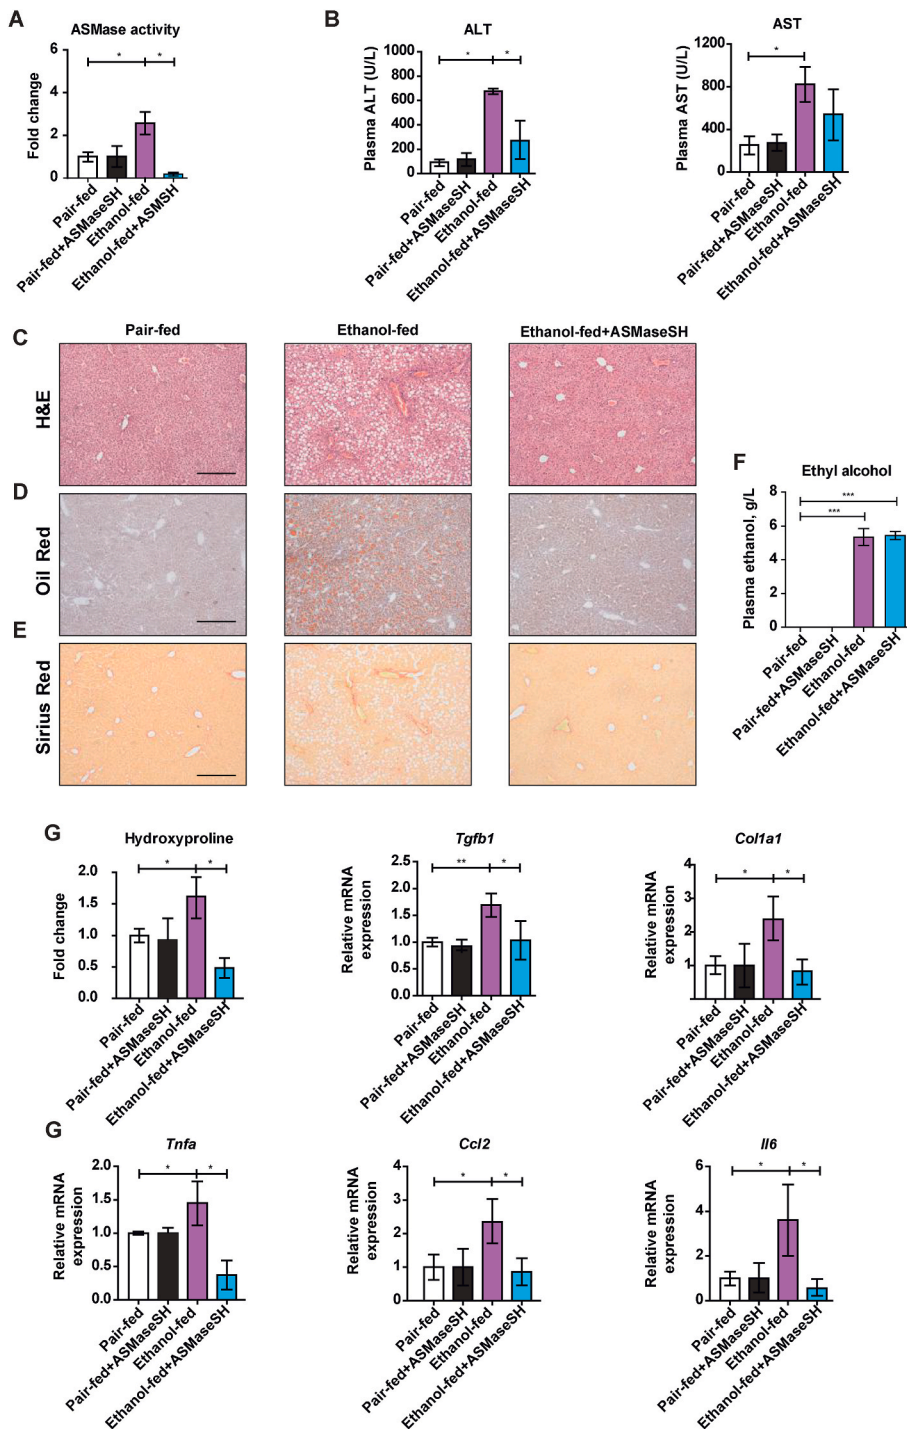 A
ASMase activity
Fold change
6
4
2
0
*
*
Pair-fed
Pair-fed+ASMaseSH
Ethanol-fed
Ethanol-fed+ASMSH
B
ALT
Plasma ALT (U/L)
1000
800
600
400
200
0
*
*
Pair-fed
Pair-fed+ASMaseSH
Ethanol-fed
Ethanol-fed+ASMaseSH
AST
Plasma AST (U/L)
1200
800
400
0
*
Pair-fed
Pair-fed+ASMaseSH
Ethanol-fed
Ethanol-fed+ASMaseSH
C
Pair-fed
Ethanol-fed
Ethanol-fed+ASMaseSH
H&E
D
Oil Red
E
Sirius Red
F
Ethyl alcohol
Plasma ethanol, g/L
8
6
4
2
0
***
***
Pair-fed
Pair-fed+ASMaseSH
Ethanol-fed
Ethanol-fed+ASMaseSH
G
Hydroxyproline
Fold change
2.0
1.5
1.0
0.5
0.0
*
*
Pair-fed
Pair-fed+ASMaseSH
Ethanol-fed
Ethanol-fed+ASMaseSH
Tgfb1
Relative mRNA
expression
2.5
2.0
1.5
1.0
0.5
0.0
**
*
Pair-fed
Pair-fed+ASMaseSH
Ethanol-fed
Ethanol-fed+ASMaseSH
Col1a1
Relative mRNA
expression
4
3
2
1
*
*
Pair-fed
Pair-fed+ASMaseSH
Ethanol-fed
Ethanol-fed+ASMaseSH
G
Tnfa
Relative mRNA
expression
2.0
1.5
1.0
0.5
0.0
*
*
Pair-fed
Pair-fed+ASMaseSH
Ethanol-fed
Ethanol-fed+ASMaseSH
Ccl2
Relative mRNA
expression
4
3
2
1
0
*
*
Pair-fed
Pair-fed+ASMaseSH
Ethanol-fed
Ethanol-fed+ASMaseSH
Il6
Relative mRNA
expression
6
4
2
0
*
*
Pair-fed
Pair-fed+ASMaseSH
Ethanol-fed
Ethanol-fed+ASMaseSH